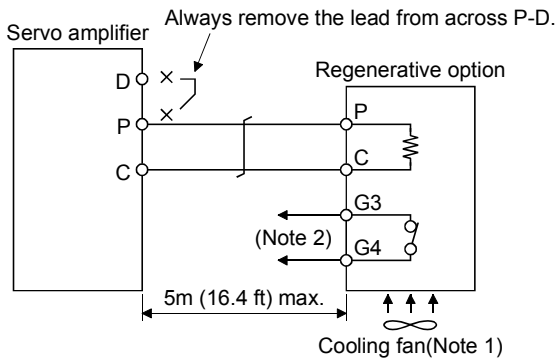 Always remove the lead from across P-D.
Servo amplifier
Regenerative option
D
P
P
C
C
G3
(Note 2)
G4
5m (16.4 ft) max.
Cooling fan(Note 1)